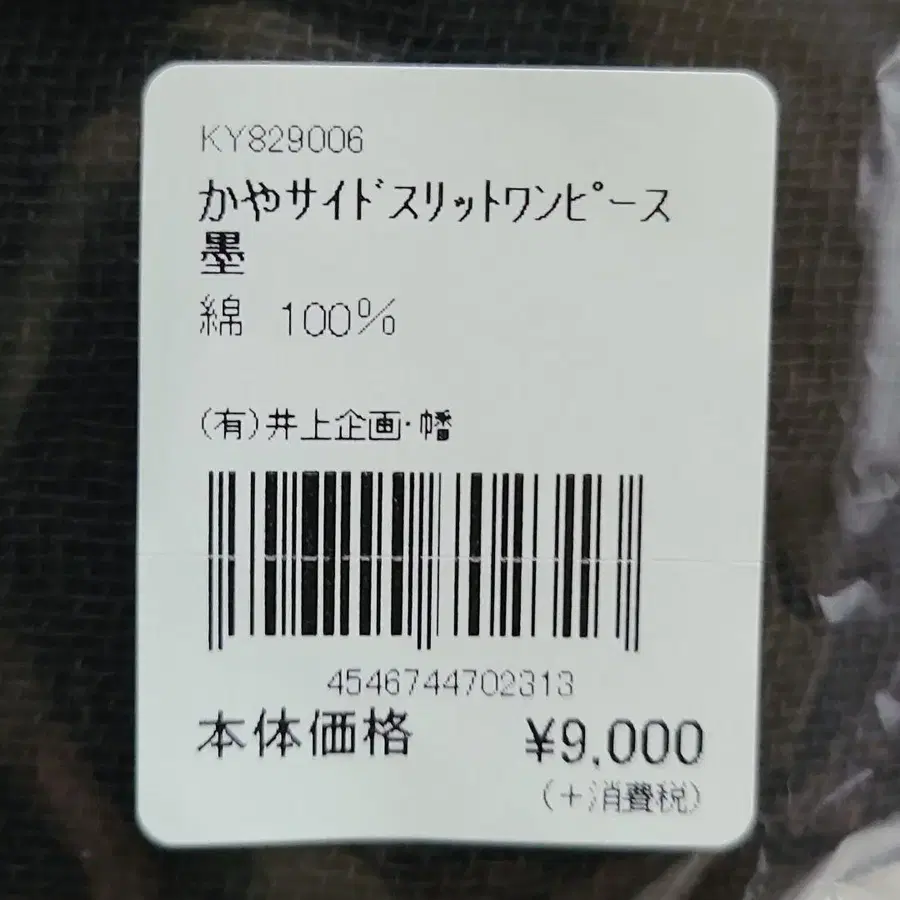 KY829006
かやサイドスリットワンピース
墨
綿 100%
(有)井上企画・幡
4546744702313
本体価格 ¥9,000
(+消費税)